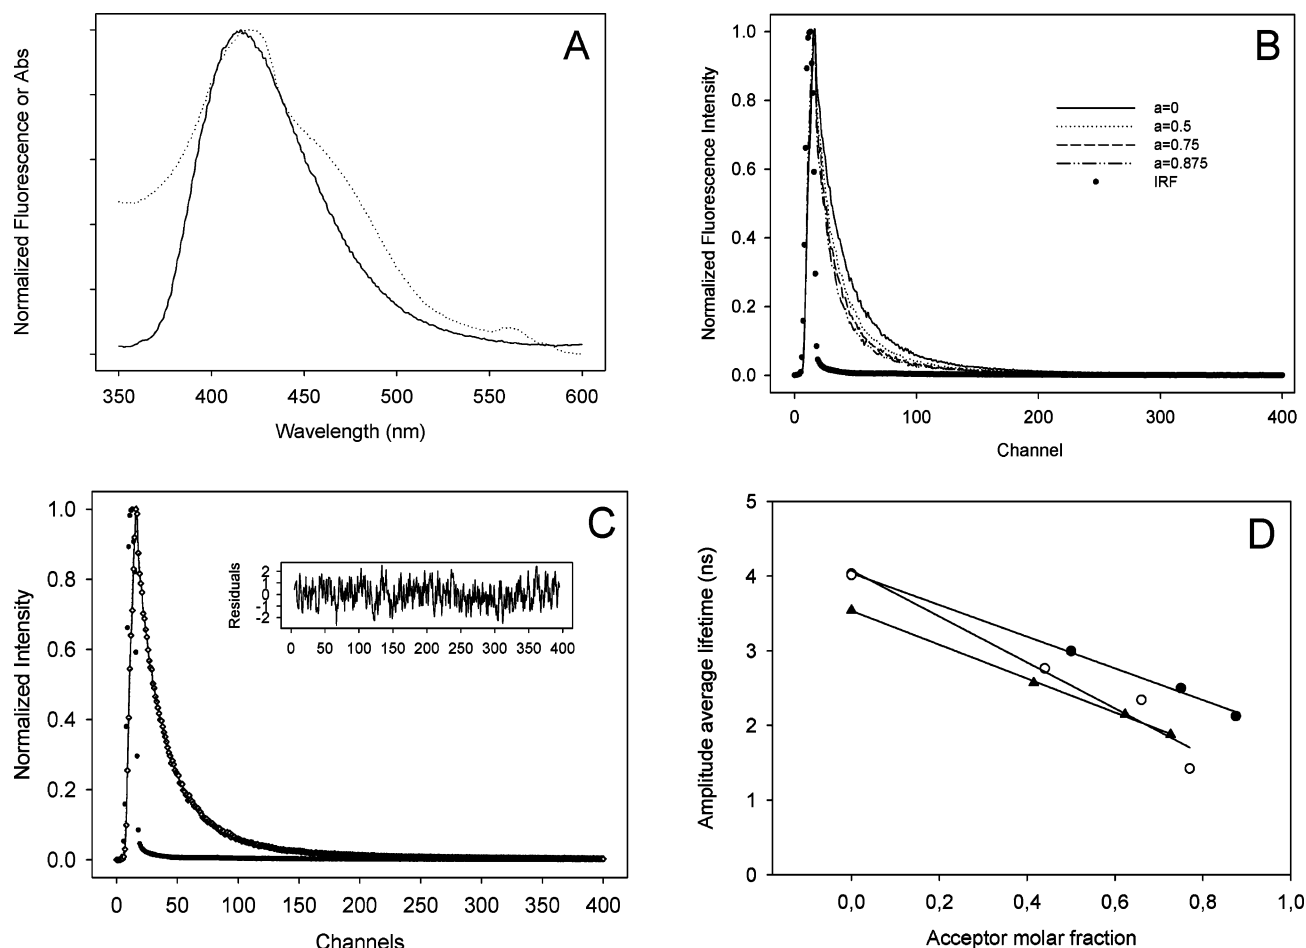 A
Normalized Fluorescence or Abs
350 400 450 500 550 600
Wavelength (nm)
B
Normalized Fluorescence Intensity
1.0
0.8
0.6
0.4
0.2
0.0
a=0
a=0.5
a=0.75
a=0.875
IRF
0 100 200 300 400
Channel
C
Normalized Intensity
1.0
0.8
0.6
0.4
0.2
0.0
Residuals
2
1
0
-1
-2
0 50 100 150 200 250 300 350 400
0 50 100 150 200 250 300 350 400
Channels
D
Amplitude average lifetime (ns)
5
4
3
2
1
0
0,0 0,2 0,4 0,6 0,8 1,0
Acceptor molar fraction